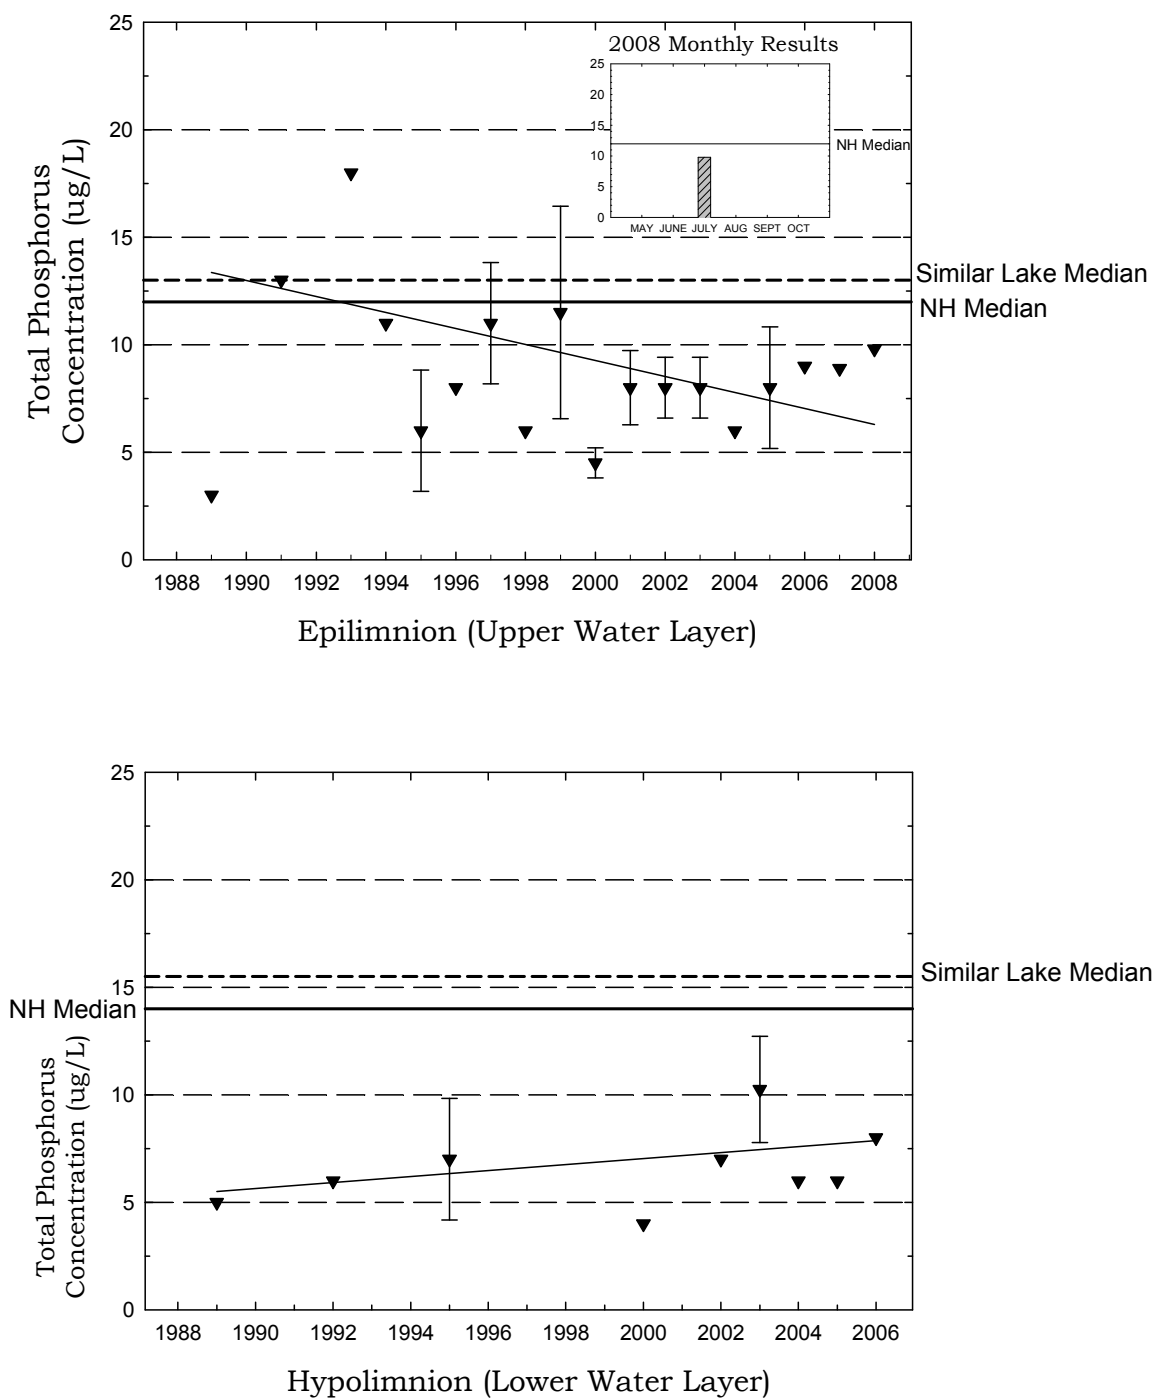 25
20
15
10
5
0
Total Phosphorus
Concentration (ug/L)
2008 Monthly Results
25
20
15
10
5
0
NH Median
MAY JUNE JULY AUG SEPT OCT
Similar Lake Median
NH Median
1988 1990 1992 1994 1996 1998 2000 2002 2004 2006 2008
Epilimnion (Upper Water Layer)
25
20
15
10
5
0
Similar Lake Median
NH Median
Total Phosphorus
Concentration (ug/L)
1988 1990 1992 1994 1996 1998 2000 2002 2004 2006
Hypolimnion (Lower Water Layer)